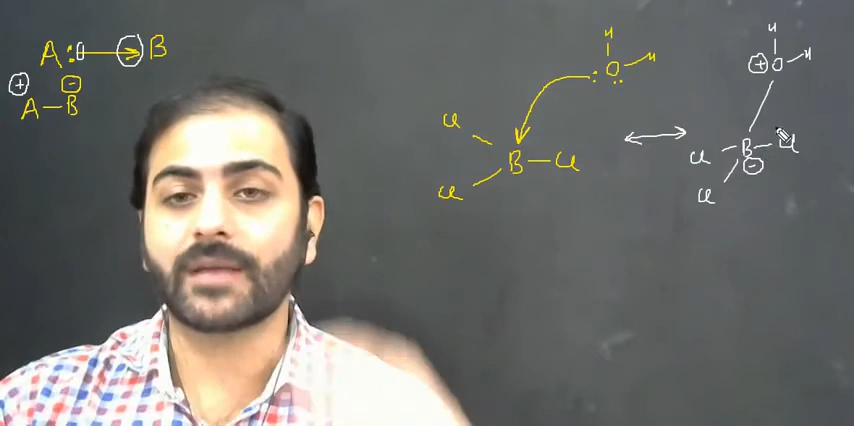 A: → B
⊕ ⊖
A—B
H
:O—H
Cl
B—Cl
Cl
↔
H
⊕ O—H
Cl B Cl
⊖
Cl